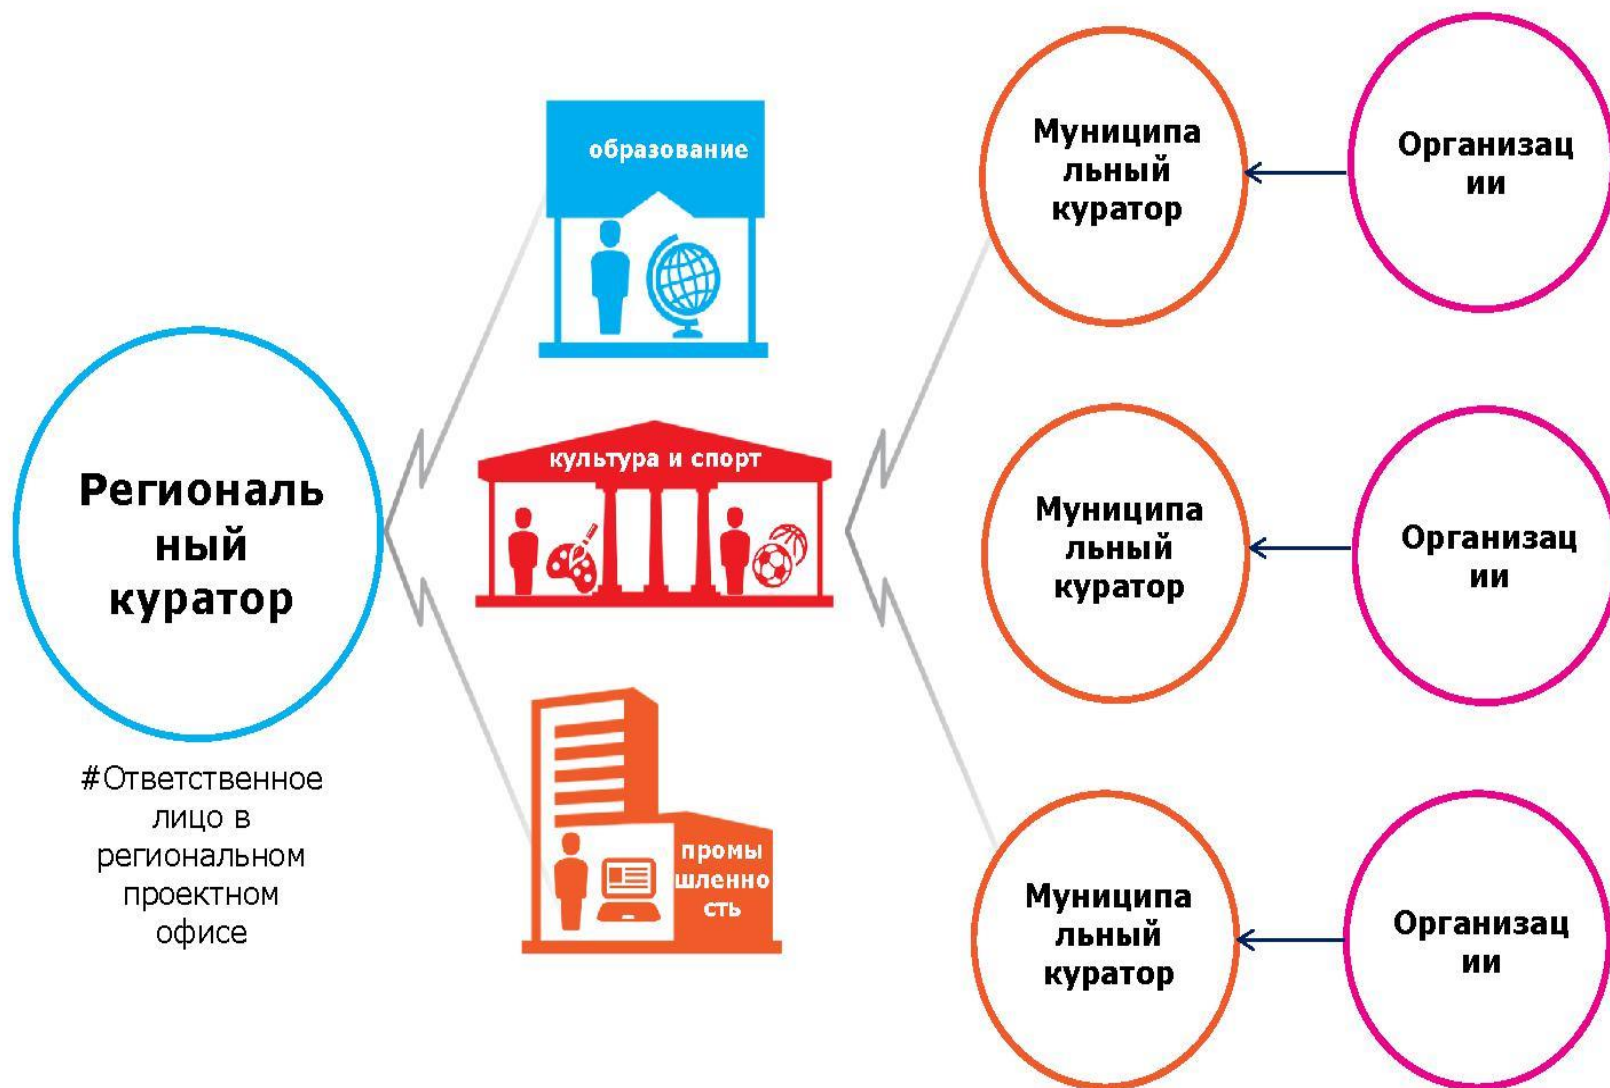 Региональ
ный
куратор
#Ответственное
лицо в
региональном
проектном
офисе
образование
культура и спорт
промы
шленно
сть
Муниципа
льный
куратор
Организац
ии
Муниципа
льный
куратор
Организац
ии
Муниципа
льный
куратор
Организац
ии